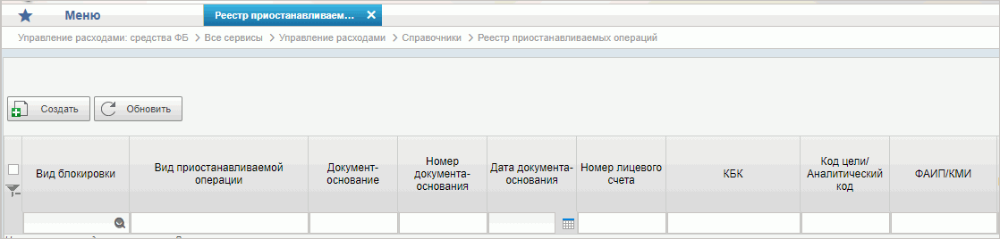 Меню
Реестр приостанавливаем...
Управление расходами: средства ФБ > Все сервисы > Управление расходами > Справочники > Реестр приостанавливаемых операций
Создать
Обновить
Вид блокировки
Вид приостанавливаемой
операции
Документ-
основание
Номер
документа-
основания
Дата документа-
основания
Номер лицевого
счета
КБК
Код цели/
Аналитический
код
ФАИП/КМИ